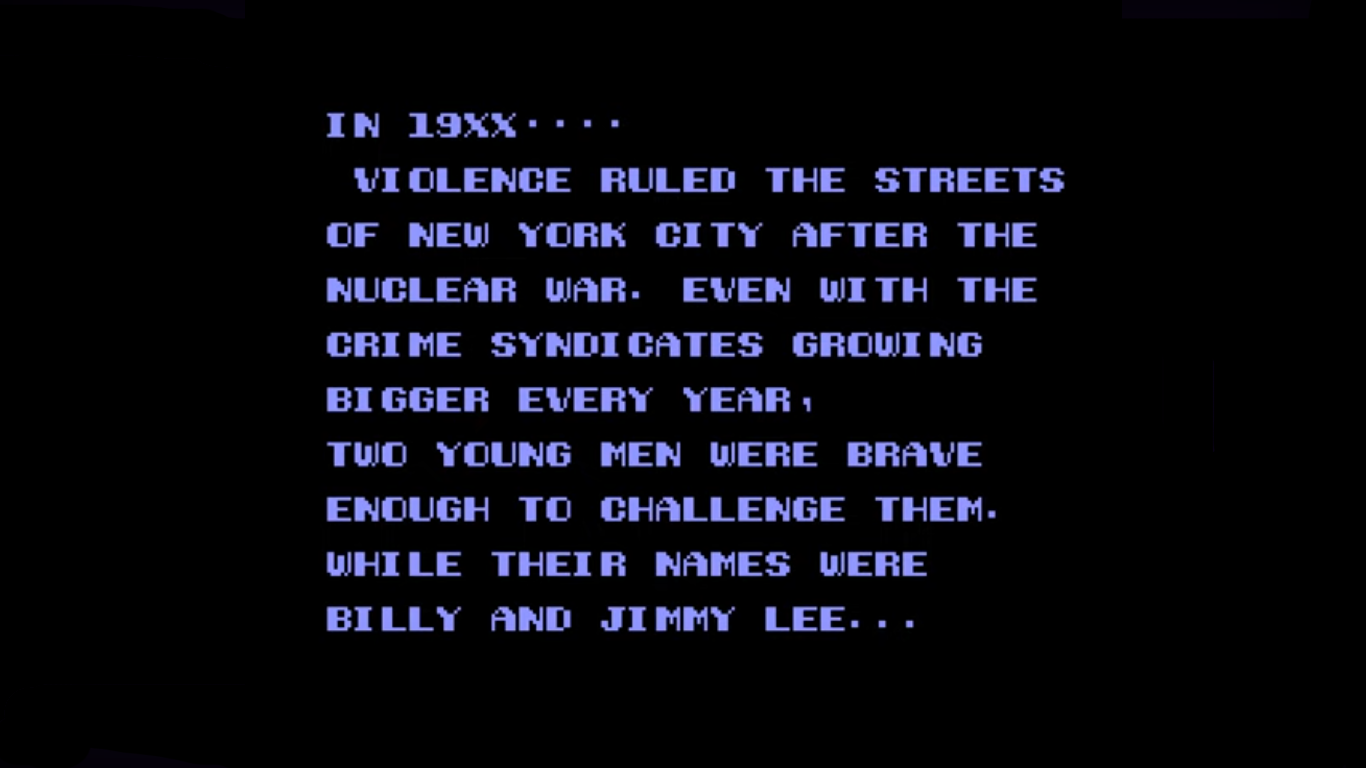 IN 19XX····
VIOLENCE RULED THE STREETS
OF NEW YORK CITY AFTER THE
NUCLEAR WAR. EVEN WITH THE
CRIME SYNDICATES GROWING
BIGGER EVERY YEAR,
TWO YOUNG MEN WERE BRAVE
ENOUGH TO CHALLENGE THEM.
WHILE THEIR NAMES WERE
BILLY AND JIMMY LEE...